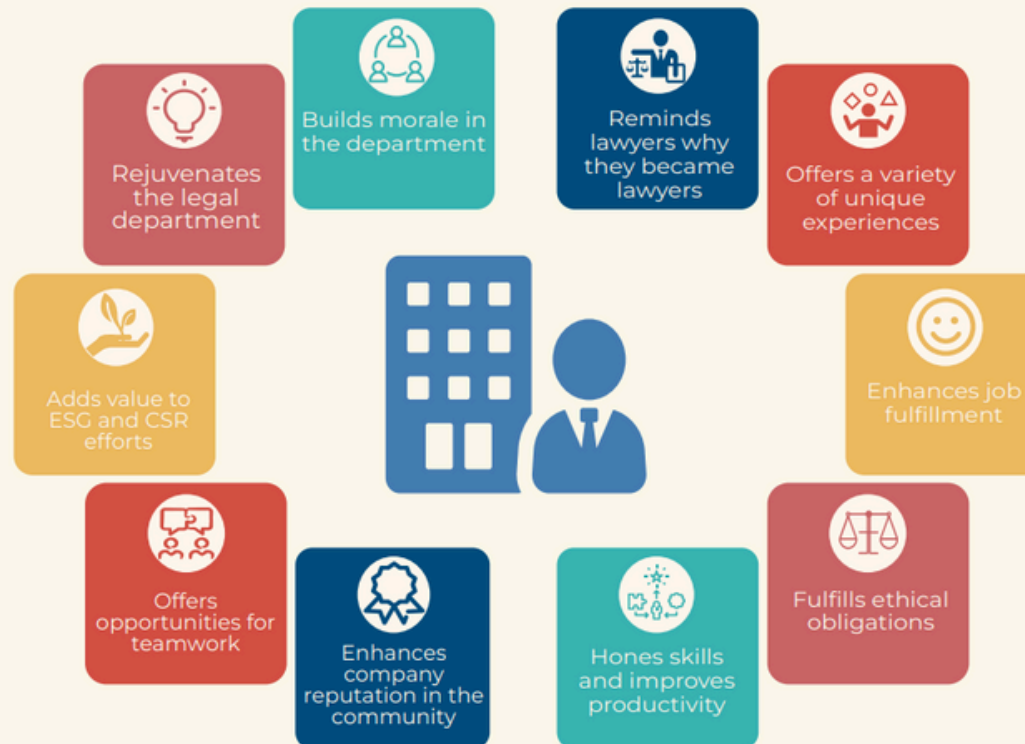 Builds morale in
the department
Reminds
lawyers why
they became
lawyers
Rejuvenates
the legal
department
Offers a variety
of unique
experiences
Adds value to
ESG and CSR
efforts
Enhances job
fulfillment
Offers
opportunities for
teamwork
Fulfills ethical
obligations
Enhances
company
reputation in the
community
Hones skills
and improves
productivity